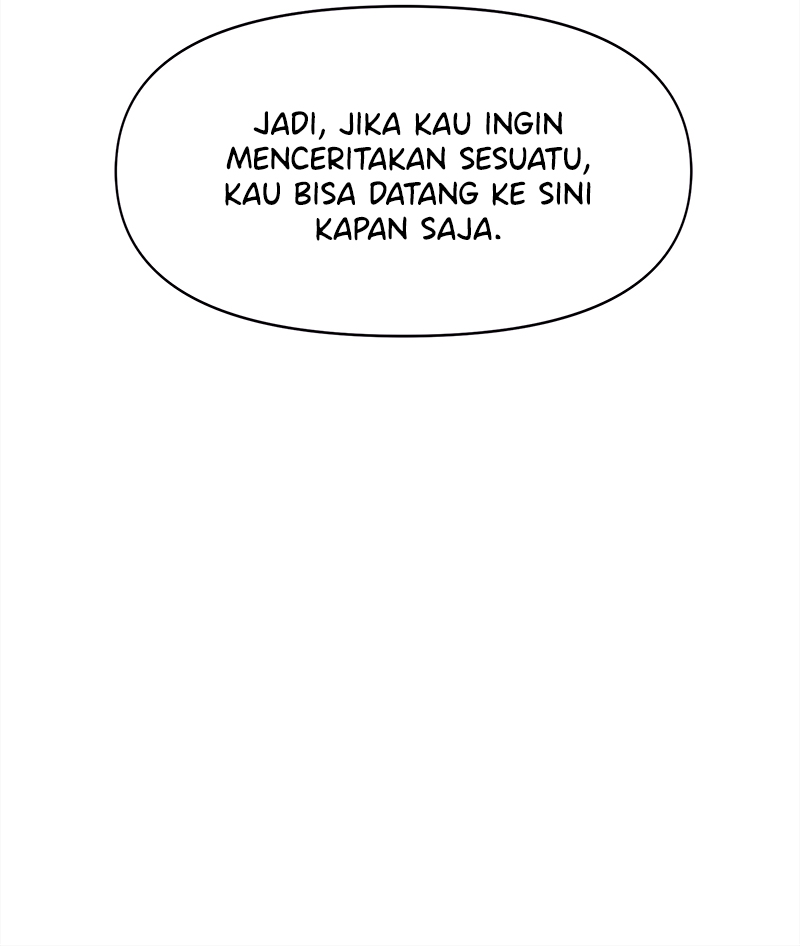 JADI, JIKA KAU INGIN
MENCERITAKAN SESUATU,
KAU BISA DATANG KE SINI
KAPAN SAJA.